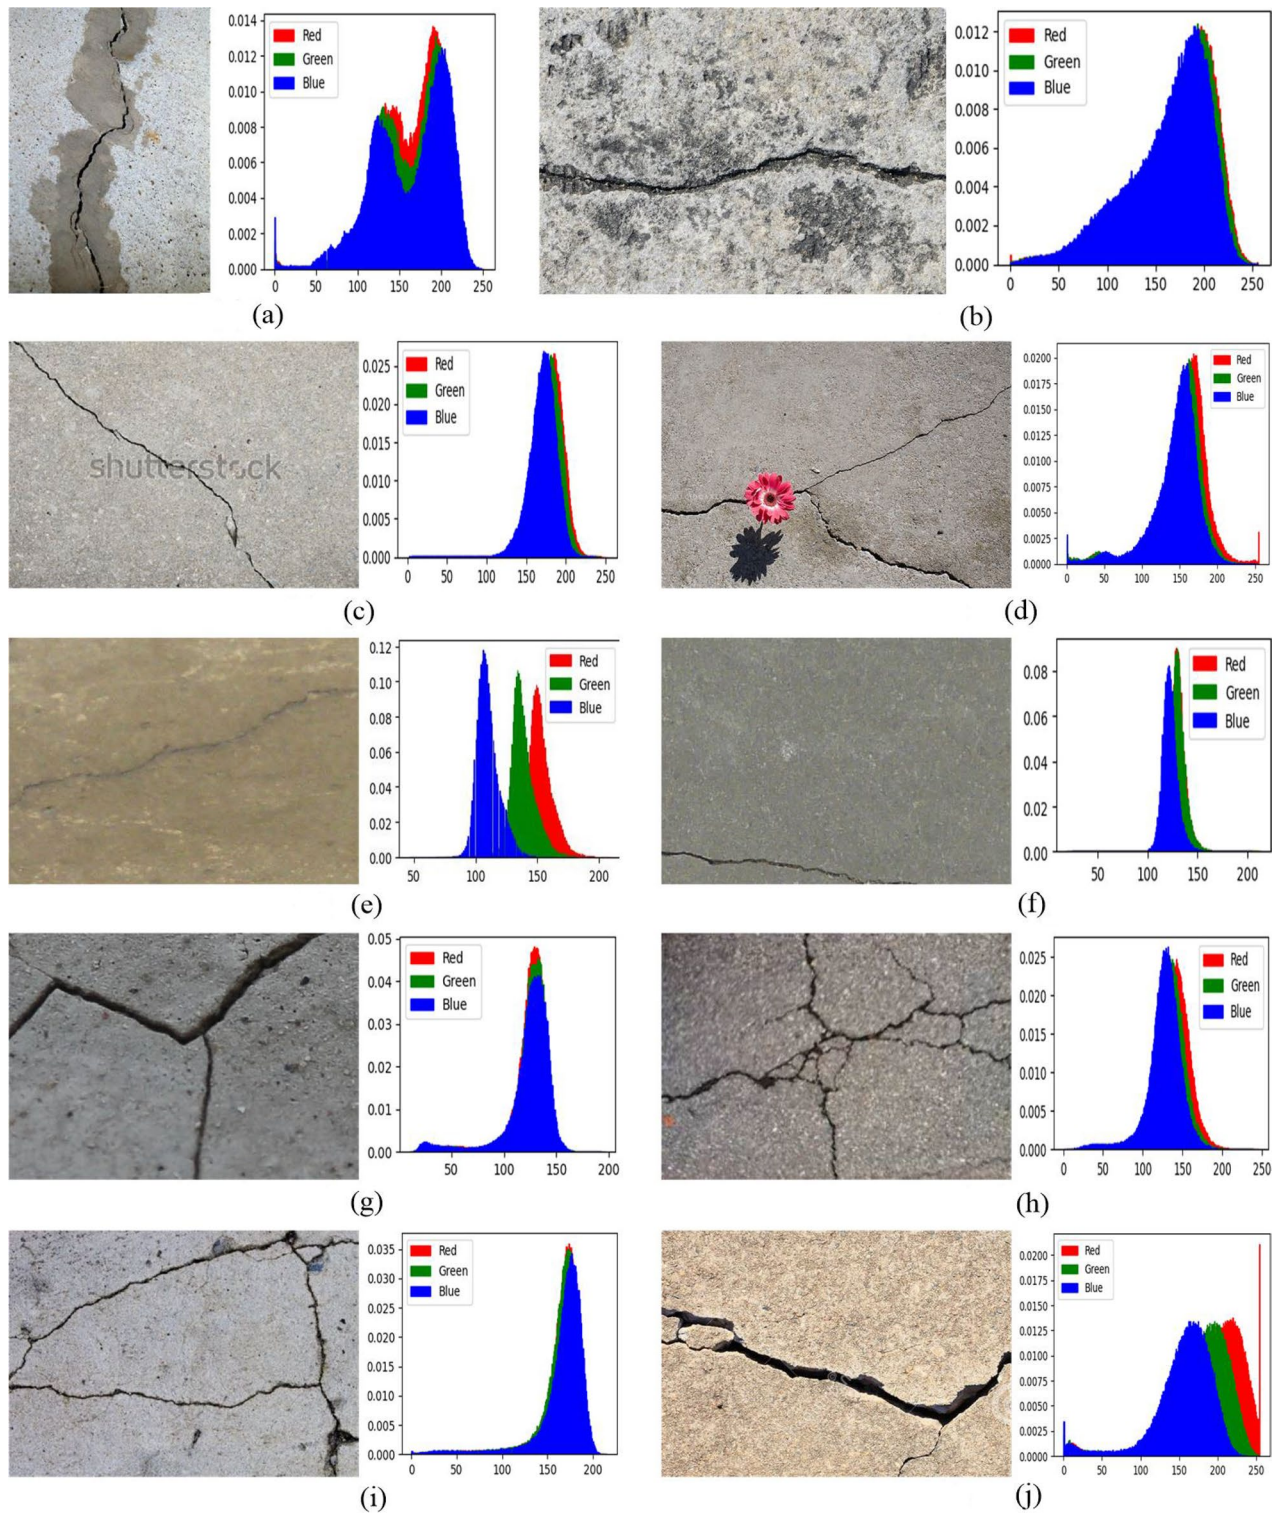 Red
Green
Blue
0.014
0.012
0.010
0.008
0.006
0.004
0.002
0.000
0 50 100 150 200 250
(a)
Red
Green
Blue
0.012
0.010
0.008
0.006
0.004
0.002
0.000
0 50 100 150 200 250
(b)
shutterstock
Red
Green
Blue
0.025
0.020
0.015
0.010
0.005
0.000
0 50 100 150 200 250
(c)
Red
Green
Blue
0.0200
0.0175
0.0150
0.0125
0.0100
0.0075
0.0050
0.0025
0.0000
0 50 100 150 200 250
(d)
Red
Green
Blue
0.12
0.10
0.08
0.06
0.04
0.02
0.00
50 100 150 200
(e)
Red
Green
Blue
0.08
0.06
0.04
0.02
0.00
50 100 150 200
(f)
Red
Green
Blue
0.05
0.04
0.03
0.02
0.01
0.00
50 100 150 200
(g)
Red
Green
Blue
0.025
0.020
0.015
0.010
0.005
0.000
0 50 100 150 200 250
(h)
Red
Green
Blue
0.035
0.030
0.025
0.020
0.015
0.010
0.005
0.000
0 50 100 150 200
(i)
Red
Green
Blue
0.0200
0.0175
0.0150
0.0125
0.0100
0.0075
0.0050
0.0025
0.0000
0 50 100 150 200 250
(j)